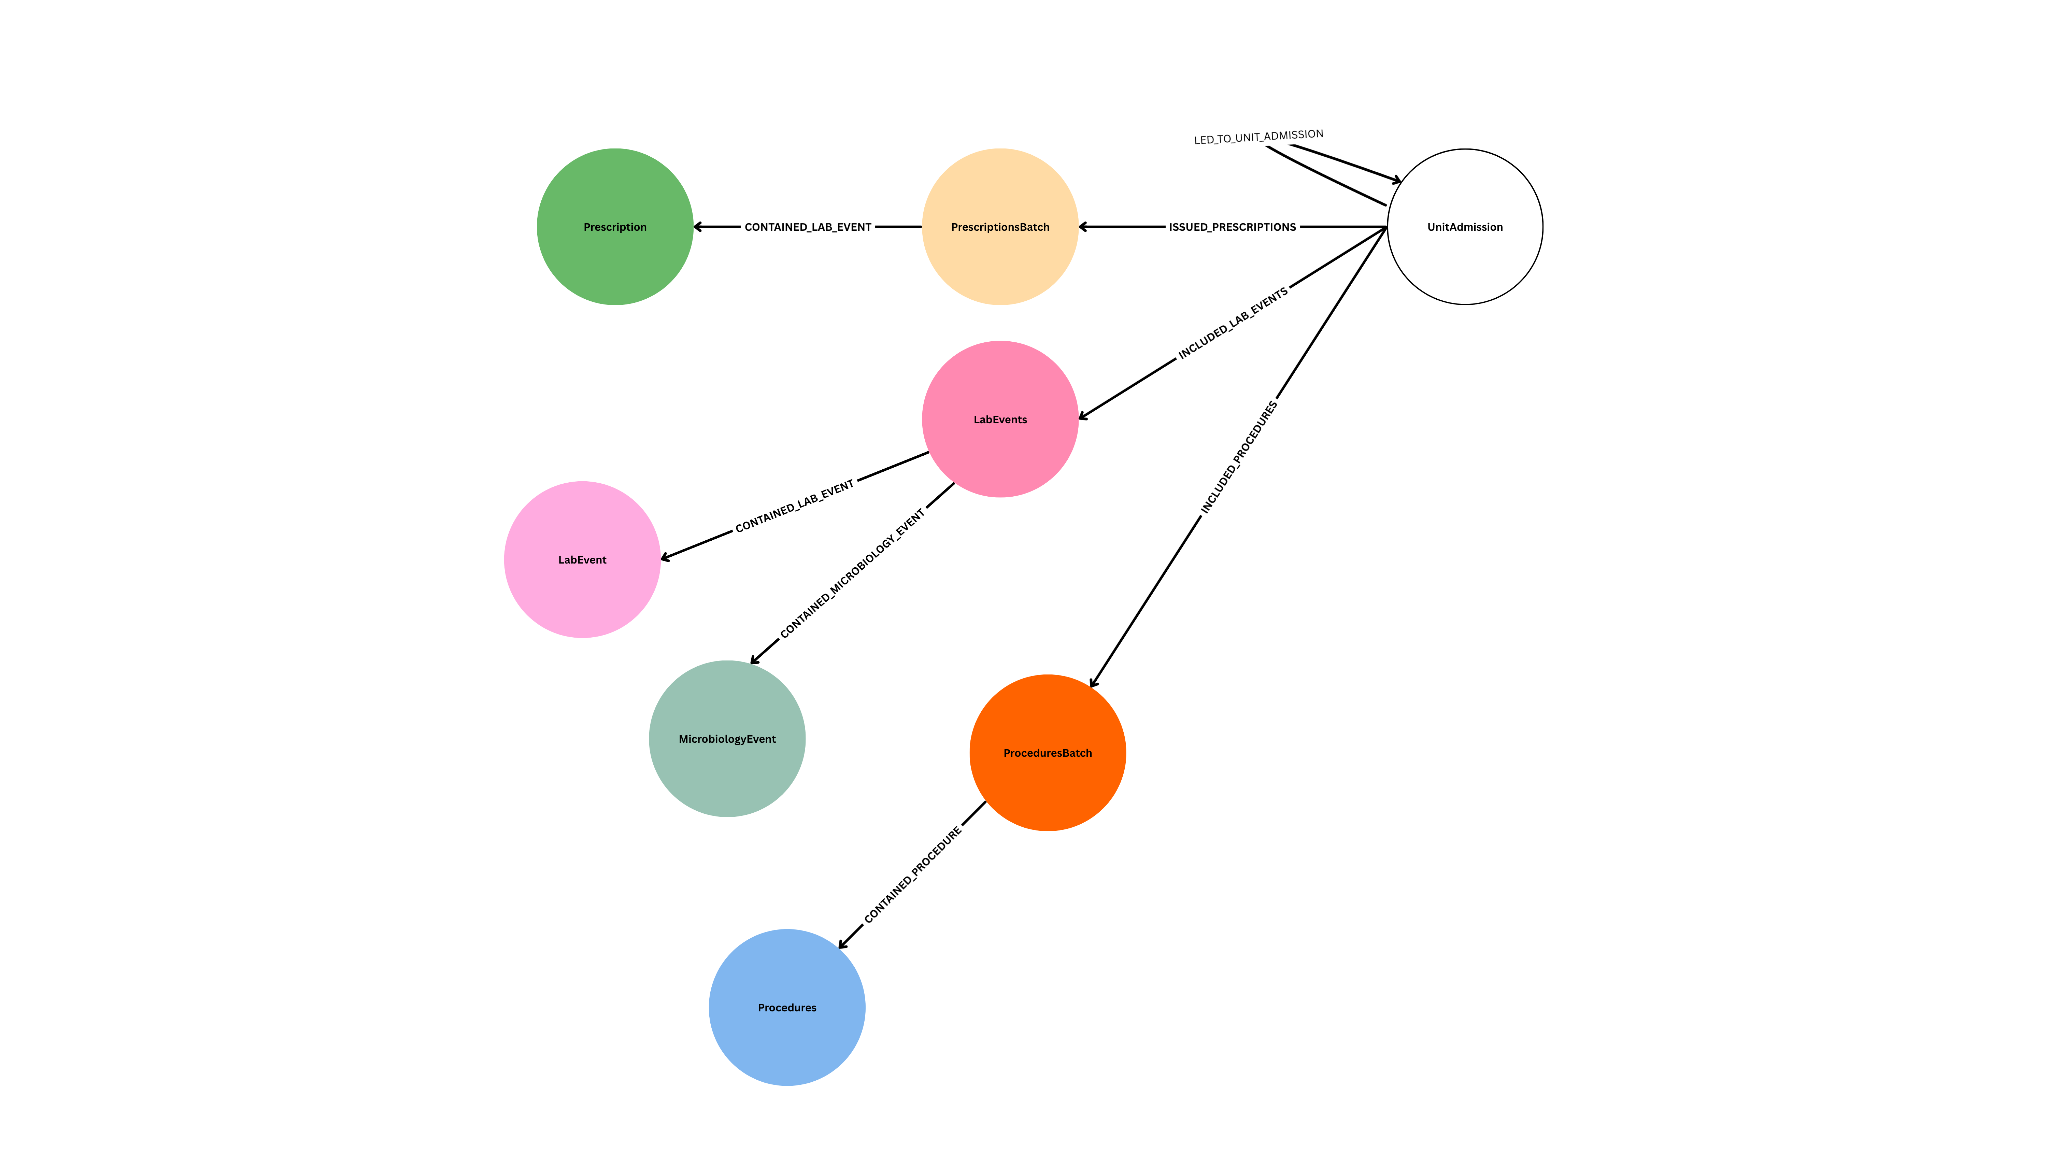 LED_TO_UNIT_ADMISSION
Prescription
CONTAINED_LAB_EVENT
PrescriptionsBatch
ISSUED_PRESCRIPTIONS
UnitAdmission
INCLUDED_LAB_EVENTS
LabEvents
INCLUDED_PROCEDURES
CONTAINED_LAB_EVENT
LabEvent
CONTAINED_MICROBIOLOGY_EVENT
MicrobiologyEvent
ProceduresBatch
CONTAINED_PROCEDURE
Procedures